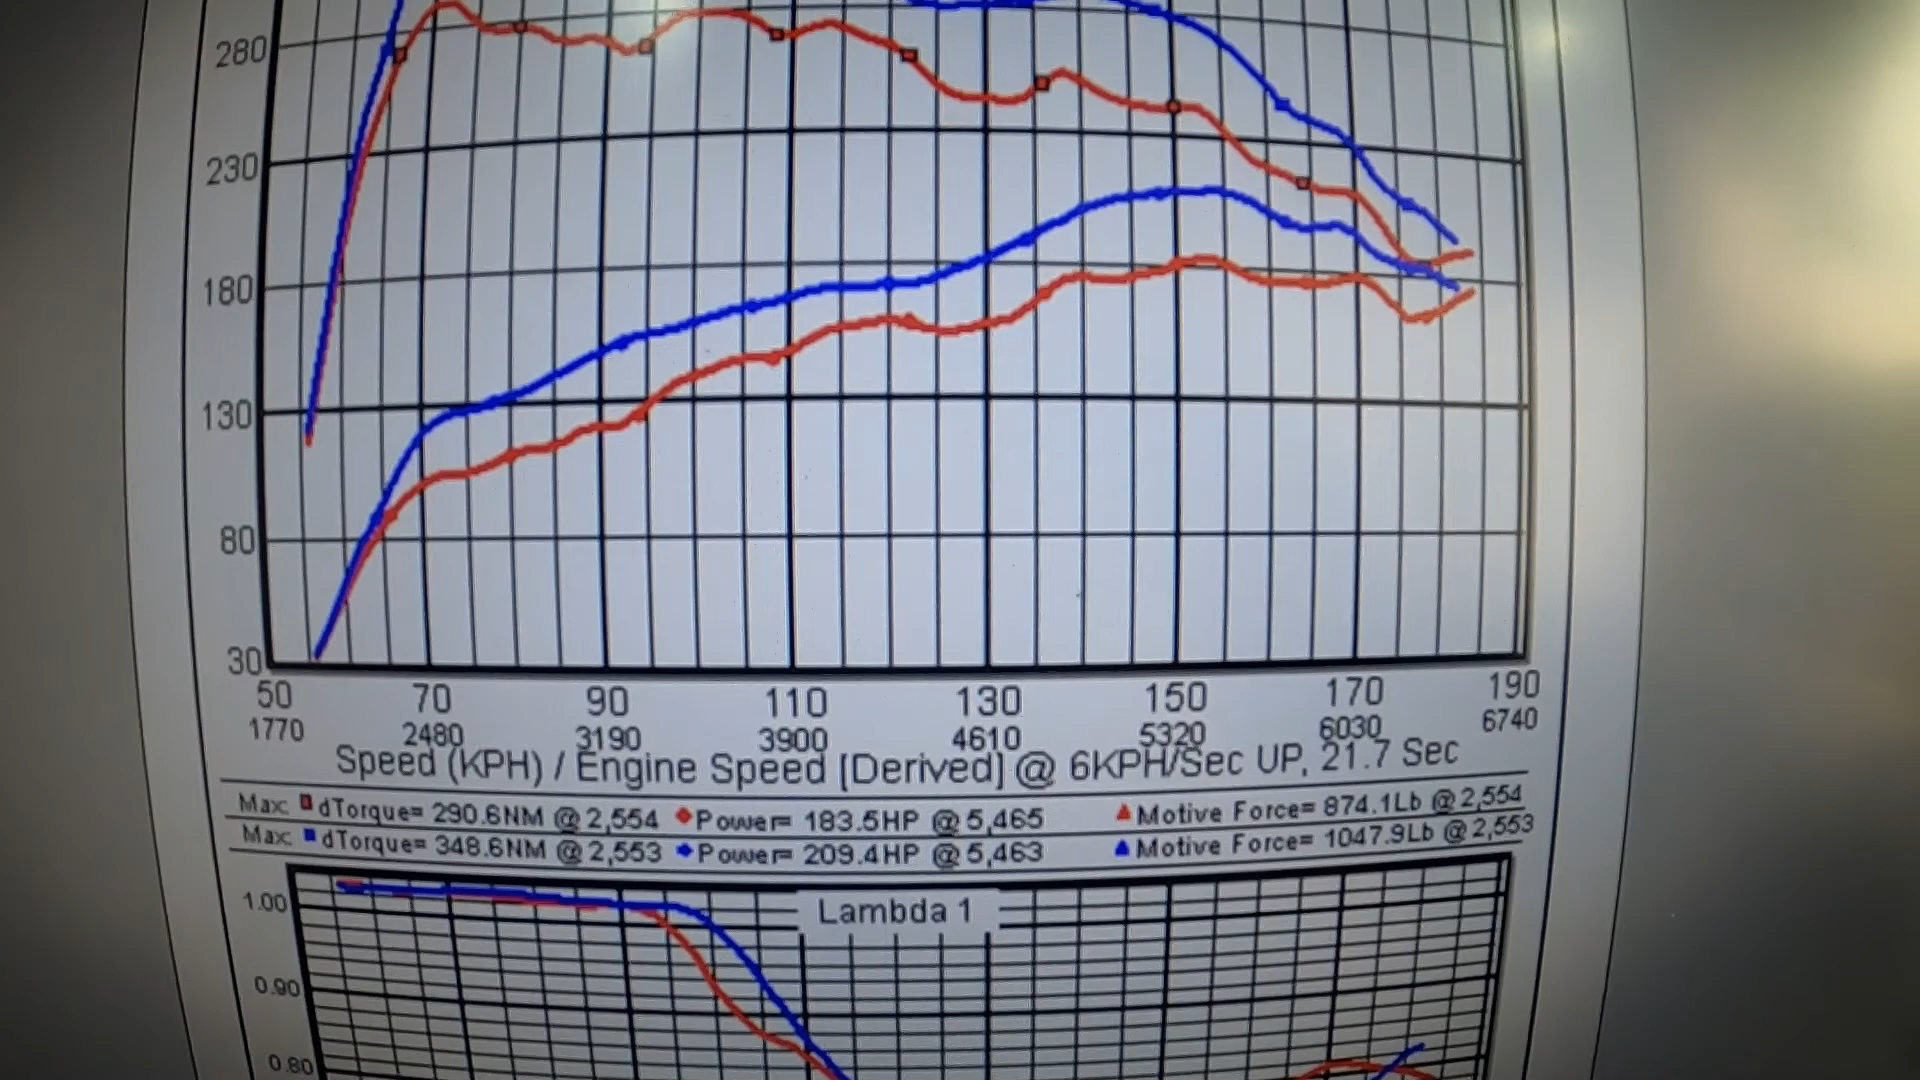 280
230
180
130
80
30
50 70 90 110 130 150 170 190
1770 2480 3190 3900 4610 5320 6030 6740
Speed (KPH) / Engine Speed [Derived] @ 6KPH/Sec UP, 21.7 Sec
Max: dTorque= 290.6NM @ 2,554 Power= 183.5HP @ 5,465 Motive Force= 874.1Lb @ 2,554
Max: dTorque= 348.6NM @ 2,553 Power= 209.4HP @ 5,463 Motive Force= 1047.9Lb @ 2,553
Lambda 1
1.00
0.90
0.80